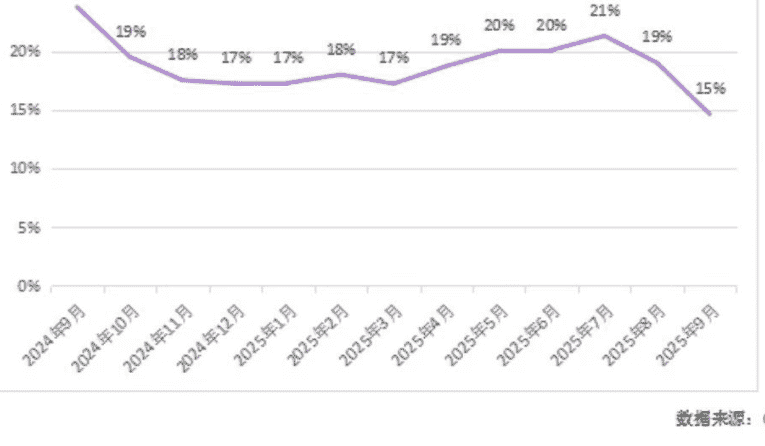 19%
18%
17%
17%
18%
17%
19%
20%
20%
21%
19%
15%
20%
15%
10%
5%
0%
2024年9月
2024年10月
2024年11月
2024年12月
2025年1月
2025年2月
2025年3月
2025年4月
2025年5月
2025年6月
2025年7月
2025年8月
2025年9月
数据来源：